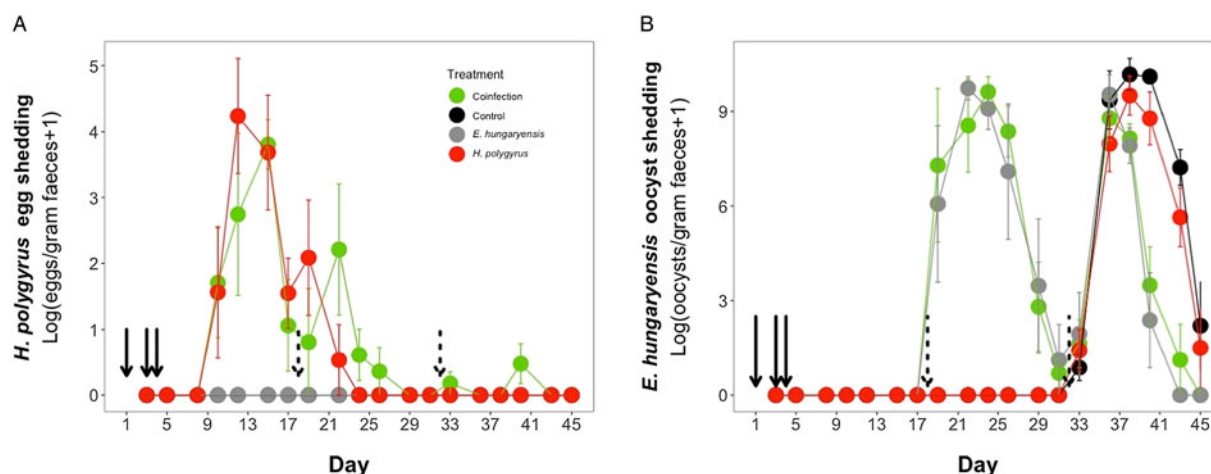 A
H. polygyrus egg shedding
Log(eggs/gram faeces+1)
5
4
3
2
1
0
Treatment
Coinfection
Control
E. hungaryensis
H. polygyrus
1 5 9 13 17 21 25 29 33 37 41 45
Day
B
E. hungaryensis oocyst shedding
Log(oocysts/gram faeces+1)
9
6
3
0
1 5 9 13 17 21 25 29 33 37 41 45
Day